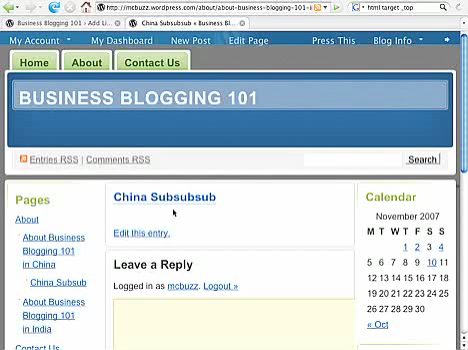 http://mcbuzz.wordpress.com/about/about-business-blogging-101-i
html target _top
Business Blogging 101 › Add Li...
China Subsubsub « Business Bl...
My Account My Dashboard New Post Edit Page Press This Blog Info
Home About Contact Us
BUSINESS BLOGGING 101
Entries RSS | Comments RSS
Search
Pages
About
About Business
Blogging 101
in China
China Subsub
About Business
Blogging 101
in India
Contact Us
China Subsubsub
Edit this entry.
Leave a Reply
Logged in as mcbuzz. Logout »
Calendar
November 2007
M T W T F S S
1 2 3 4
5 6 7 8 9 10 11
12 13 14 15 16 17 18
19 20 21 22 23 24 25
26 27 28 29 30
« Oct